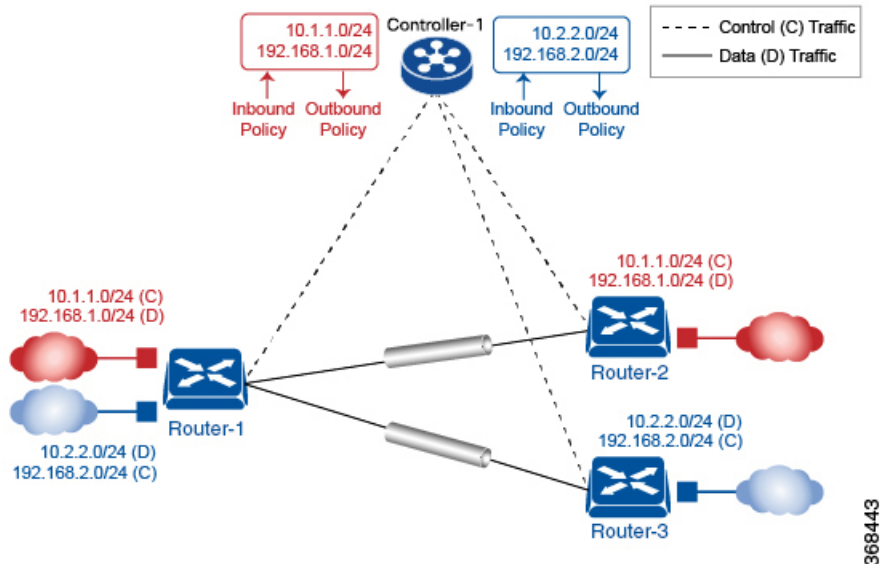 Controller-1
10.1.1.0/24
192.168.1.0/24
Inbound
Policy
Outbound
Policy
10.2.2.0/24
192.168.2.0/24
Inbound
Policy
Outbound
Policy
Control (C) Traffic
Data (D) Traffic
10.1.1.0/24 (C)
192.168.1.0/24 (D)
Router-1
10.2.2.0/24 (D)
192.168.2.0/24 (C)
10.1.1.0/24 (C)
192.168.1.0/24 (D)
Router-2
10.2.2.0/24 (D)
192.168.2.0/24 (C)
Router-3
368443